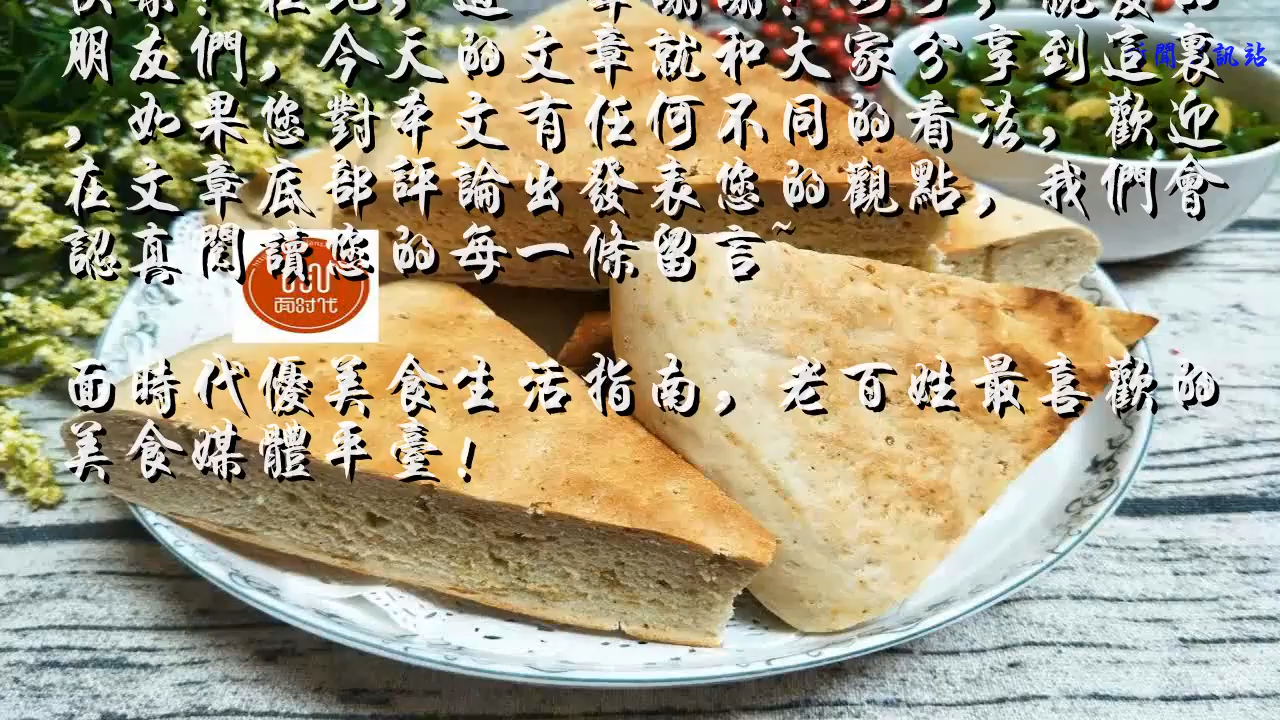 朋友們，今天的文章就和大家分享到這裏
，如果您對本文有任何不同的看法，歡迎
在文章底部評論出發表您的觀點，我們會
認真閱讀您的每一條留言~
面时代
面時代優美食生活指南，老百姓最喜歡的
美食媒體平臺！
聞 訊站